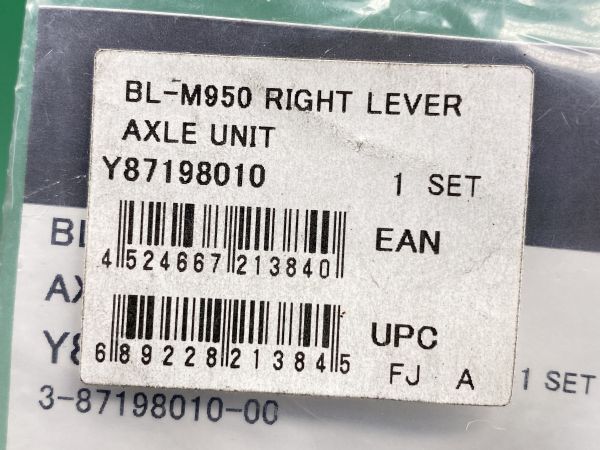 BL-M950 RIGHT LEVER
AXLE UNIT
Y87198010 1 SET
EAN
4 524667 213840
UPC
6 89228 21384 5
FJ A
1 SET
3-87198010-00